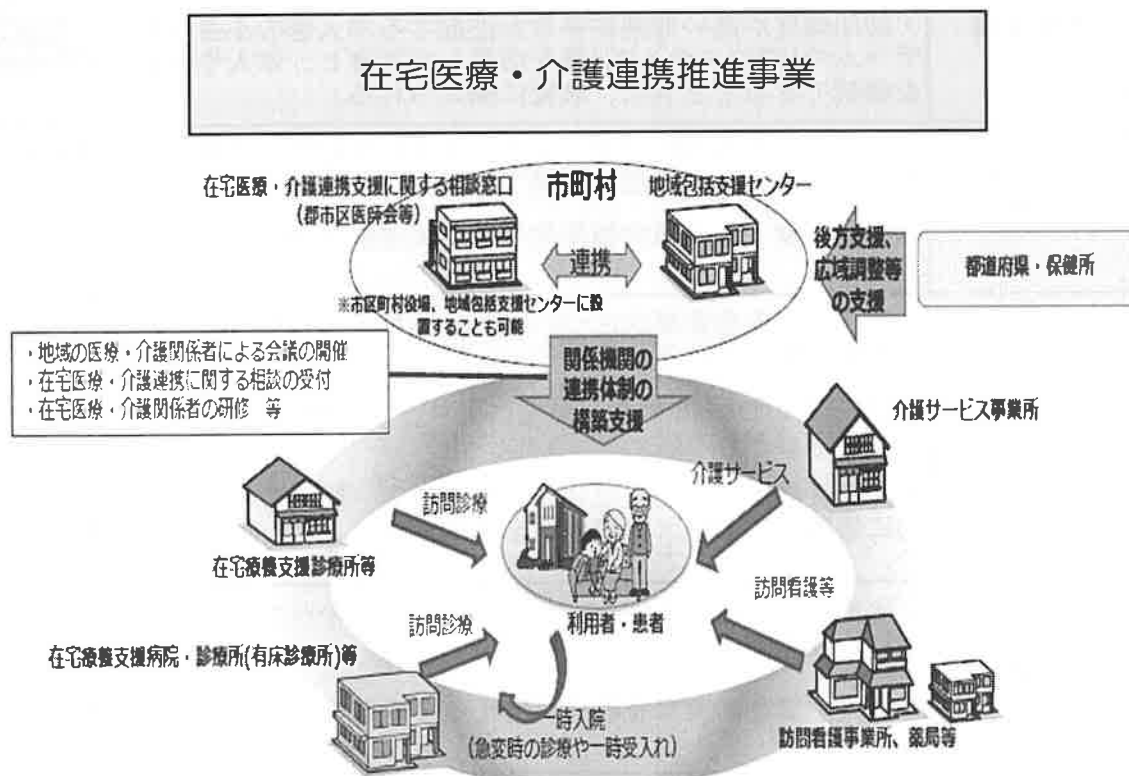 在宅医療・介護連携推進事業
在宅医療・介護連携支援に関する相談窓口
(郡市区医師会等)
市町村
地域包括支援センター
連携
※市区町村役場、地域包括支援センターに設
置することも可能
後方支援、
広域調整等
の支援
都道府県・保健所
・地域の医療・介護関係者による会議の開催
・在宅医療・介護連携に関する相談の受付
・在宅医療・介護関係者の研修 等
関係機関の
連携体制の
構築支援
介護サービス事業所
介護サービス
訪問診療
在宅療養支援診療所等
利用者・患者
訪問看護等
訪問診療
在宅療養支援病院・診療所(有床診療所)等
一時入院
(急変時の診療や一時受入れ)
訪問看護事業所、薬局等